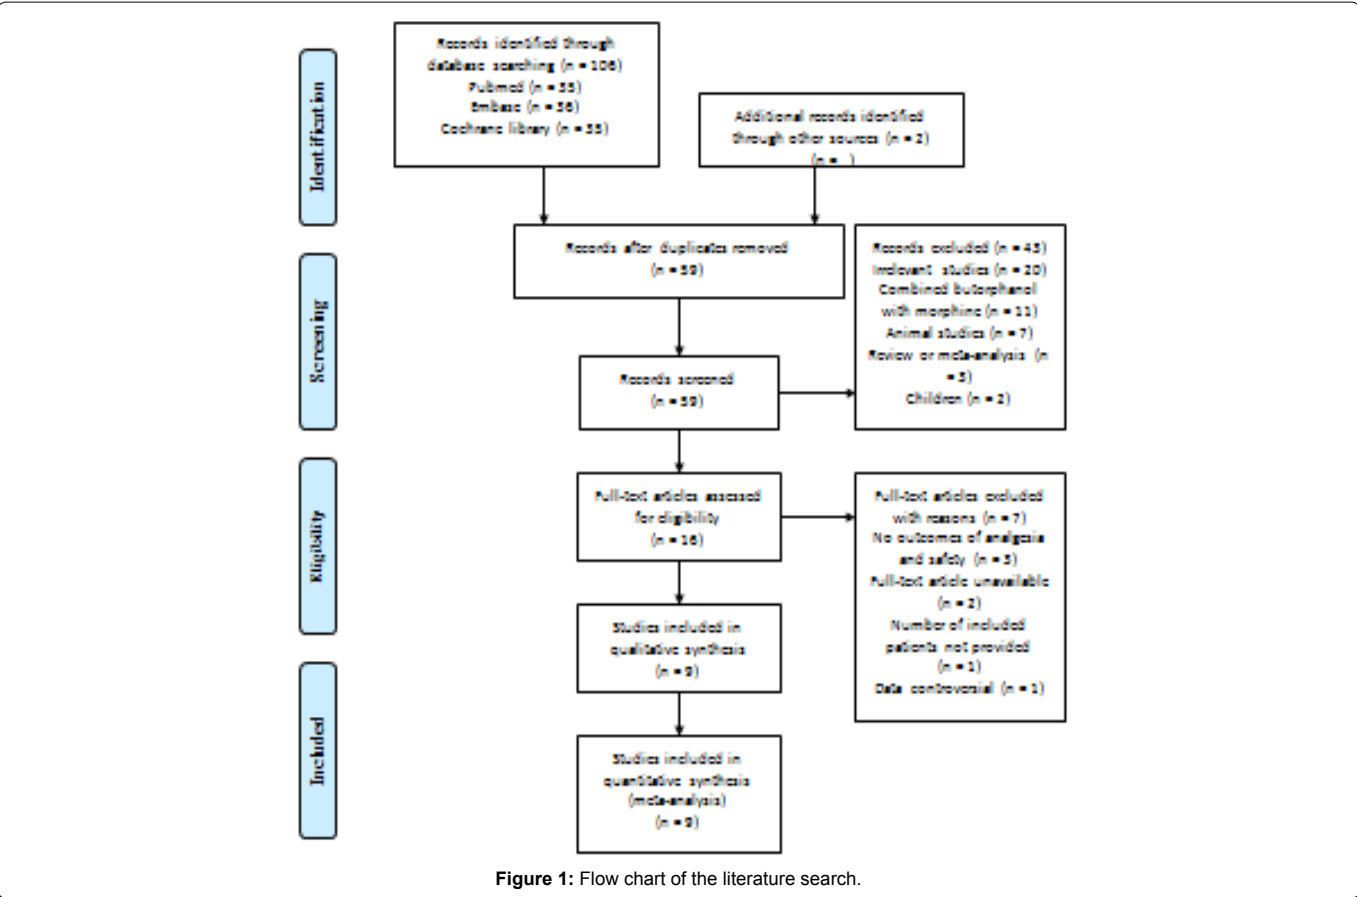 Identification
Records identified through
database searching (n = 106)
Pubmed (n = 35)
Embase (n = 36)
Cochrane library (n = 35)
Additional records identified
through other sources (n = 2)
(n = )
Records after duplicates removed
(n = 59)
Screening
Records screened
(n = 59)
Records excluded (n = 43)
Irrelevant studies (n = 20)
Combined butorphanol
with morphine (n = 11)
Animal studies (n = 7)
Review or meta-analysis (n
= 3)
Children (n = 2)
Eligibility
Full-text articles assessed
for eligibility
(n = 16)
Full-text articles excluded
with reasons (n = 7)
No outcomes of analgesia
and safety (n = 3)
Full-text article unavailable
(n = 2)
Number of included
patients not provided
(n = 1)
Data controversial (n = 1)
Studies included in
qualitative synthesis
(n = 9)
Included
Studies included in
quantitative synthesis
(meta-analysis)
(n = 9)
Figure 1: Flow chart of the literature search.